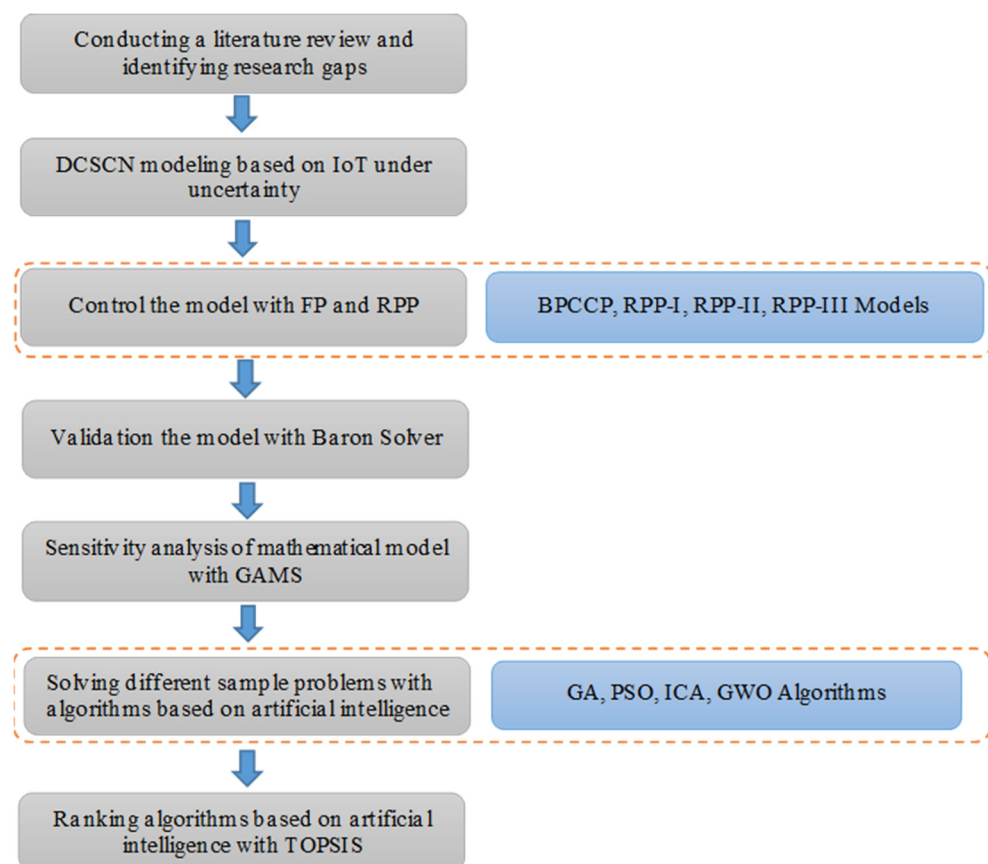 Conducting a literature review and
identifying research gaps
DCSCN modeling based on IoT under
uncertainty
Control the model with FP and RPP
BPCCP, RPP-I, RPP-II, RPP-III Models
Validation the model with Baron Solver
Sensitivity analysis of mathematical model
with GAMS
Solving different sample problems with
algorithms based on artificial intelligence
GA, PSO, ICA, GWO Algorithms
Ranking algorithms based on artificial
intelligence with TOPSIS